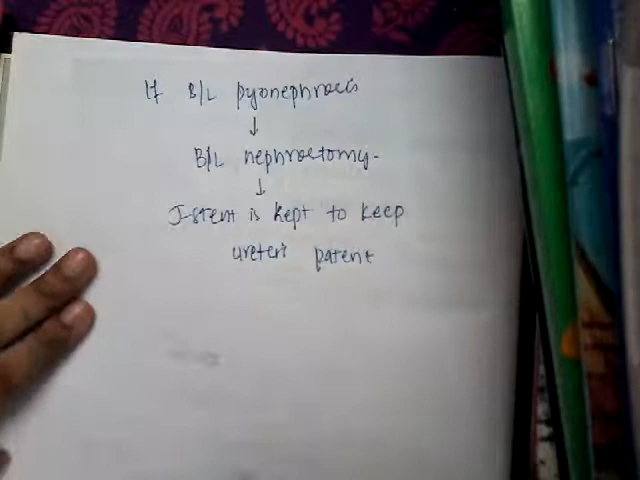 If B/L pyonephrosis
↓
B/L nephrostomy.
↓
J-stent is kept to keep
ureters patent